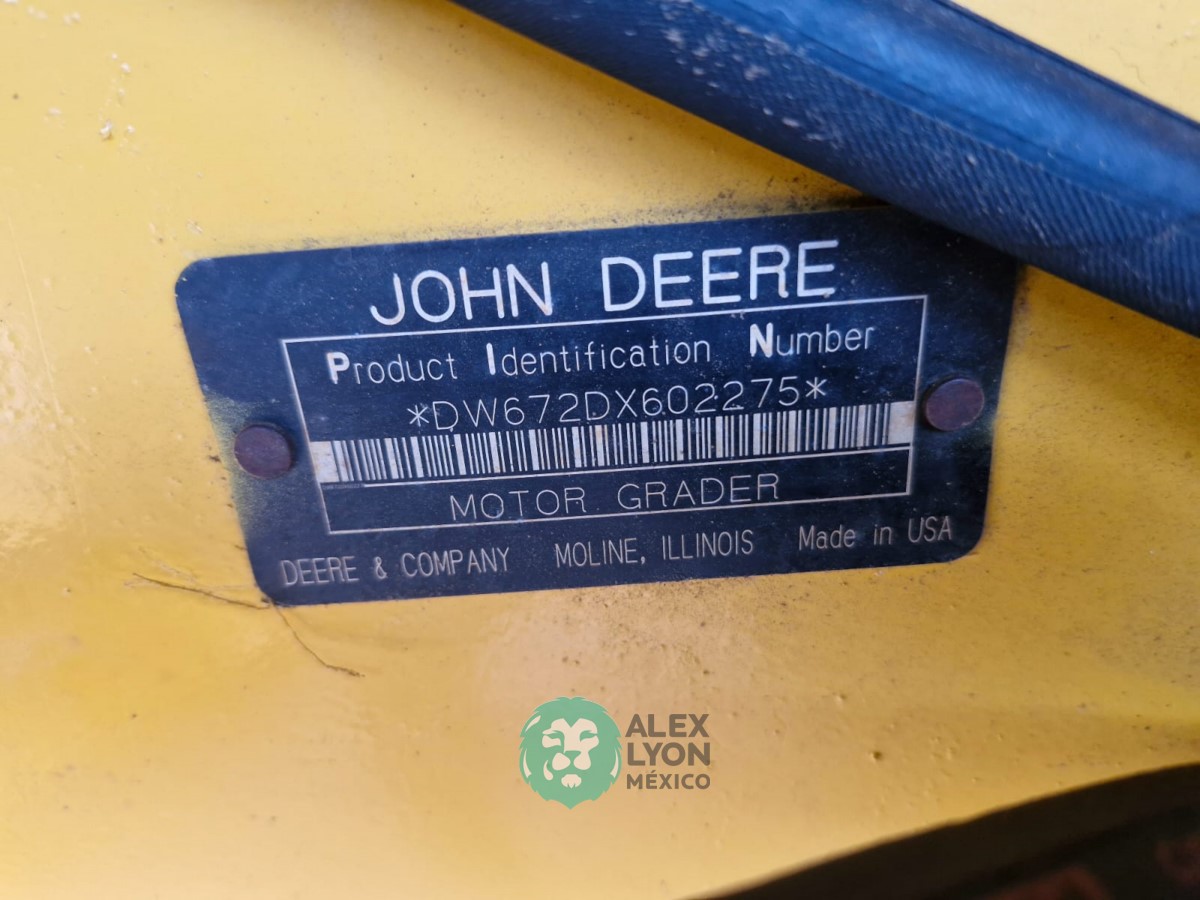 JOHN DEERE
Product Identification Number
*DW672DX602275*
MOTOR GRADER
DEERE & COMPANY MOLINE, ILLINOIS Made in USA
ALEX
LYON
MÉXICO